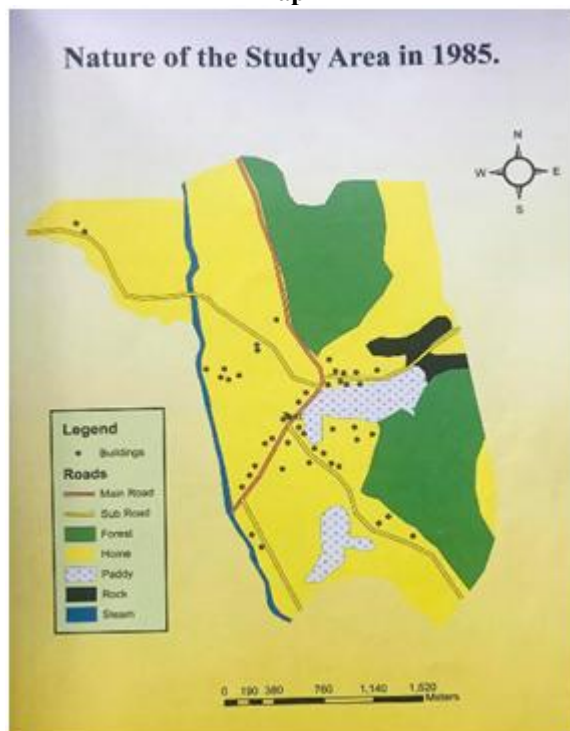 ap
Nature of the Study Area in 1985.
N
W E
S
Legend
Buildings
Roads
Main Road
Sub Road
Forest
Home
Paddy
Rock
Steam
0 190 380 760 1,140 1,520
Meters